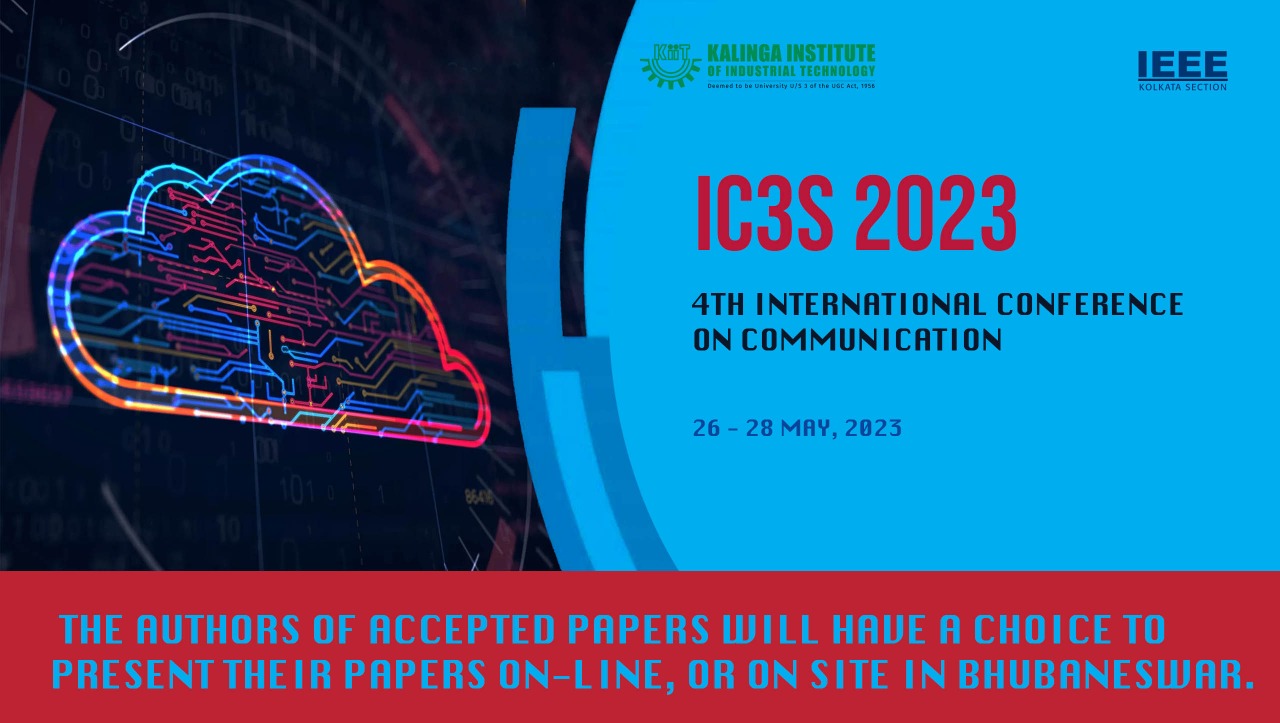 KiiT
KALINGA INSTITUTE
OF INDUSTRIAL TECHNOLOGY
Deemed to be University U/S 3 of the UGC Act, 1956
IEEE
KOLKATA SECTION
IC3S 2023
4TH INTERNATIONAL CONFERENCE
ON COMMUNICATION
26 - 28 MAY, 2023
86418
THE AUTHORS OF ACCEPTED PAPERS WILL HAVE A CHOICE TO
PRESENT THEIR PAPERS ON-LINE, OR ON SITE IN BHUBANESWAR.